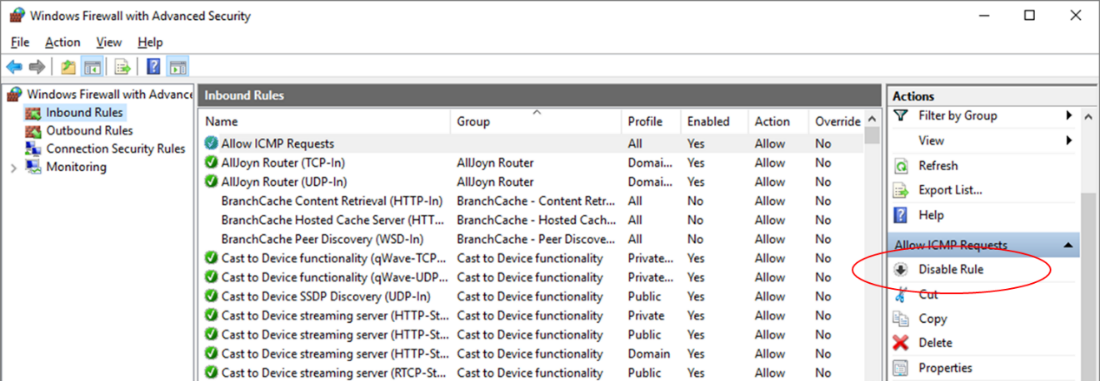 Windows Firewall with Advanced Security
File Action View Help
Windows Firewall with Advance
Inbound Rules
Outbound Rules
Connection Security Rules
Monitoring
Inbound Rules
Name Group Profile Enabled Action Override
Allow ICMP Requests All Yes Allow No
AllJoyn Router (TCP-In) AllJoyn Router Domai... Yes Allow No
AllJoyn Router (UDP-In) AllJoyn Router Domai... Yes Allow No
BranchCache Content Retrieval (HTTP-In) BranchCache - Content Retr... All No Allow No
BranchCache Hosted Cache Server (HTT... BranchCache - Hosted Cach... All No Allow No
BranchCache Peer Discovery (WSD-In) BranchCache - Peer Discove... All No Allow No
Cast to Device functionality (qWave-TCP... Cast to Device functionality Private... Yes Allow No
Cast to Device functionality (qWave-UDP... Cast to Device functionality Private... Yes Allow No
Cast to Device SSDP Discovery (UDP-In) Cast to Device functionality Public Yes Allow No
Cast to Device streaming server (HTTP-St... Cast to Device functionality Private Yes Allow No
Cast to Device streaming server (HTTP-St... Cast to Device functionality Public Yes Allow No
Cast to Device streaming server (HTTP-St... Cast to Device functionality Domain Yes Allow No
Cast to Device streaming server (RTCP-St... Cast to Device functionality Public Yes Allow No
Actions
Filter by Group
View
Refresh
Export List...
Help
Allow ICMP Requests
Disable Rule
Cut
Copy
Delete
Properties